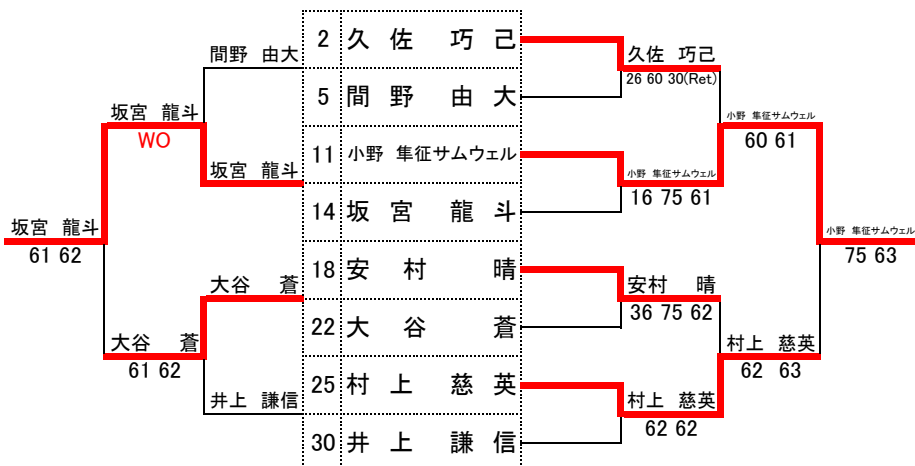 間野 由大
坂宮 龍斗
WO
坂宮 龍斗
坂宮 龍斗
61 62
大谷 蒼
大谷 蒼
61 62
井上 謙信
2 久佐 巧己
5 間野 由大
11 小野 隼征サムウェル
14 坂宮 龍斗
18 安村 晴
22 大谷 蒼
25 村上 慈英
30 井上 謙信
久佐 巧己
26 60 30(Ret)
小野 隼征サムウェル
60 61
小野 隼征サムウェル
16 75 61
小野 隼征サムウェル
75 63
安村 晴
36 75 62
村上 慈英
62 63
村上 慈英
62 62